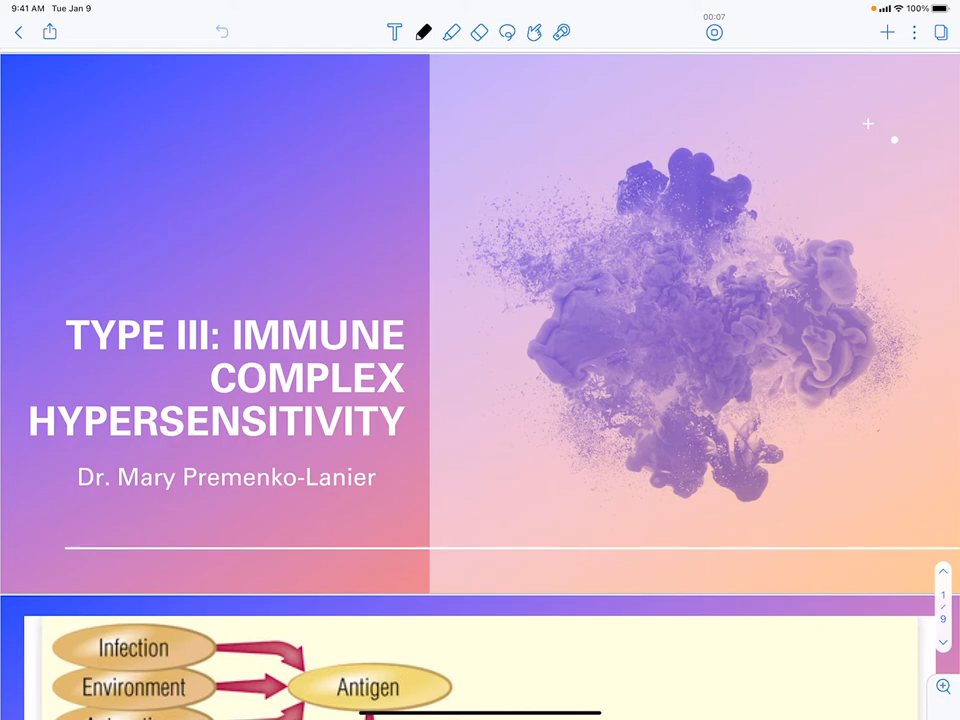 9:41 AM Tue Jan 9
100%
00:07
TYPE III: IMMUNE
COMPLEX
HYPERSENSITIVITY
Dr. Mary Premenko-Lanier
1
/
9
Infection
Environment
Antigen